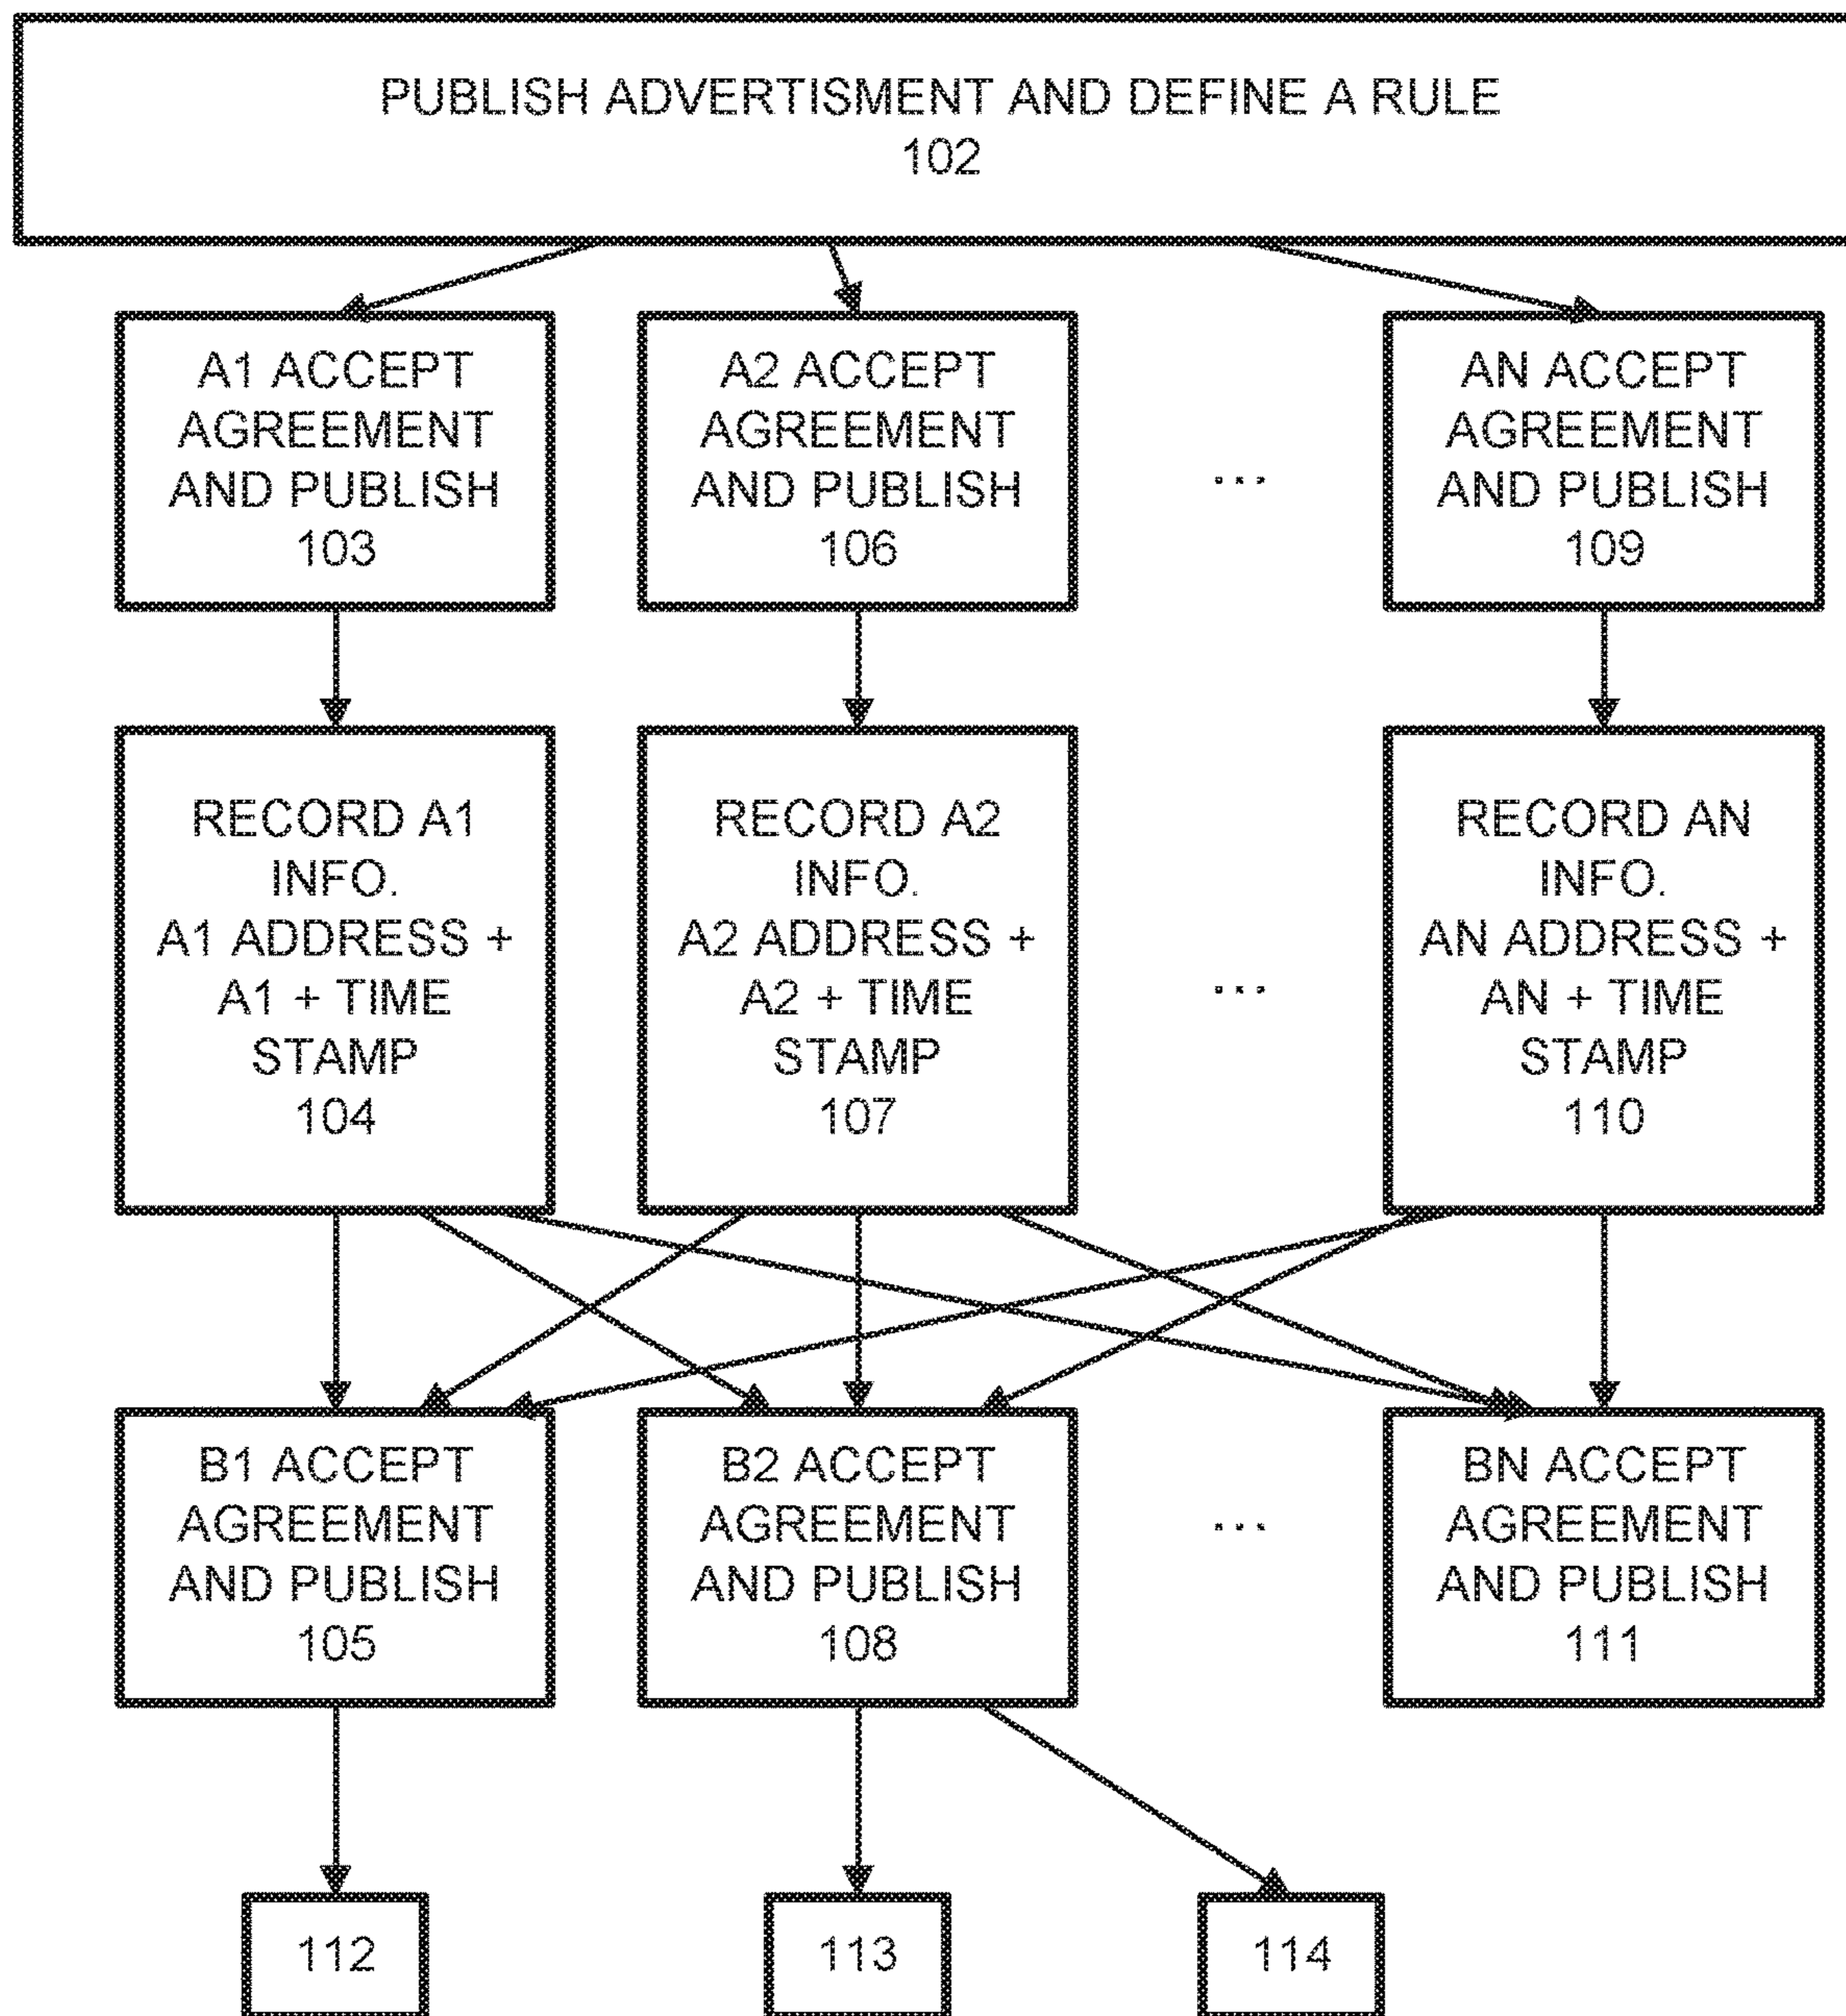 PUBLISH ADVERTISMENT AND DEFINE A RULE
102
A1 ACCEPT
AGREEMENT
AND PUBLISH
103
A2 ACCEPT
AGREEMENT
AND PUBLISH
106
...
AN ACCEPT
AGREEMENT
AND PUBLISH
109
RECORD A1
INFO.
A1 ADDRESS +
A1 + TIME
STAMP
104
RECORD A2
INFO.
A2 ADDRESS +
A2 + TIME
STAMP
107
...
RECORD AN
INFO.
AN ADDRESS +
AN + TIME
STAMP
110
B1 ACCEPT
AGREEMENT
AND PUBLISH
105
B2 ACCEPT
AGREEMENT
AND PUBLISH
108
...
BN ACCEPT
AGREEMENT
AND PUBLISH
111
112
113
114